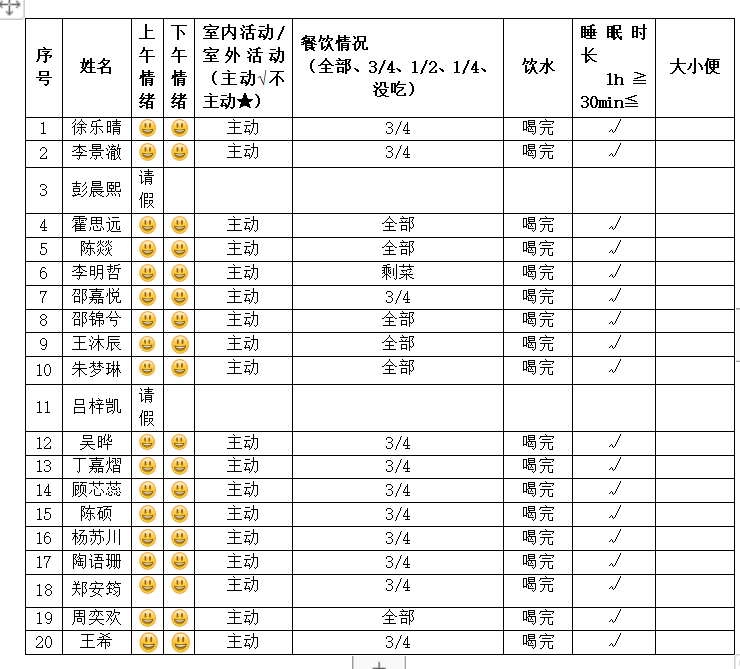 序号 姓名 上午情绪 下午情绪 室内活动/室外活动（主动√不主动★） 餐饮情况（全部、3/4、1/2、1/4、没吃） 饮水 睡眠时长 1h≧ 30min≦ 大小便
1 徐乐晴 😃 😃 主动 3/4 喝完 √
2 李景澈 😃 😃 主动 3/4 喝完 √
3 彭晨熙 请假
4 霍思远 😃 😃 主动 全部 喝完 √
5 陈燚 😃 😃 主动 全部 喝完 √
6 李明哲 😃 😃 主动 剩菜 喝完 √
7 邵嘉悦 😃 😃 主动 3/4 喝完 √
8 邵锦兮 😃 😃 主动 全部 喝完 √
9 王沐辰 😃 😃 主动 全部 喝完 √
10 朱梦琳 😃 😃 主动 全部 喝完 √
11 吕梓凯 请假
12 吴晔 😃 😃 主动 3/4 喝完 √
13 丁嘉熠 😃 😃 主动 3/4 喝完 √
14 顾芯蕊 😃 😃 主动 3/4 喝完 √
15 陈硕 😃 😃 主动 3/4 喝完 √
16 杨苏川 😃 😃 主动 3/4 喝完 √
17 陶语珊 😃 😃 主动 3/4 喝完 √
18 郑安筠 😃 😃 主动 3/4 喝完 √
19 周奕欢 😃 😃 主动 全部 喝完 √
20 王希 😃 😃 主动 3/4 喝完 √